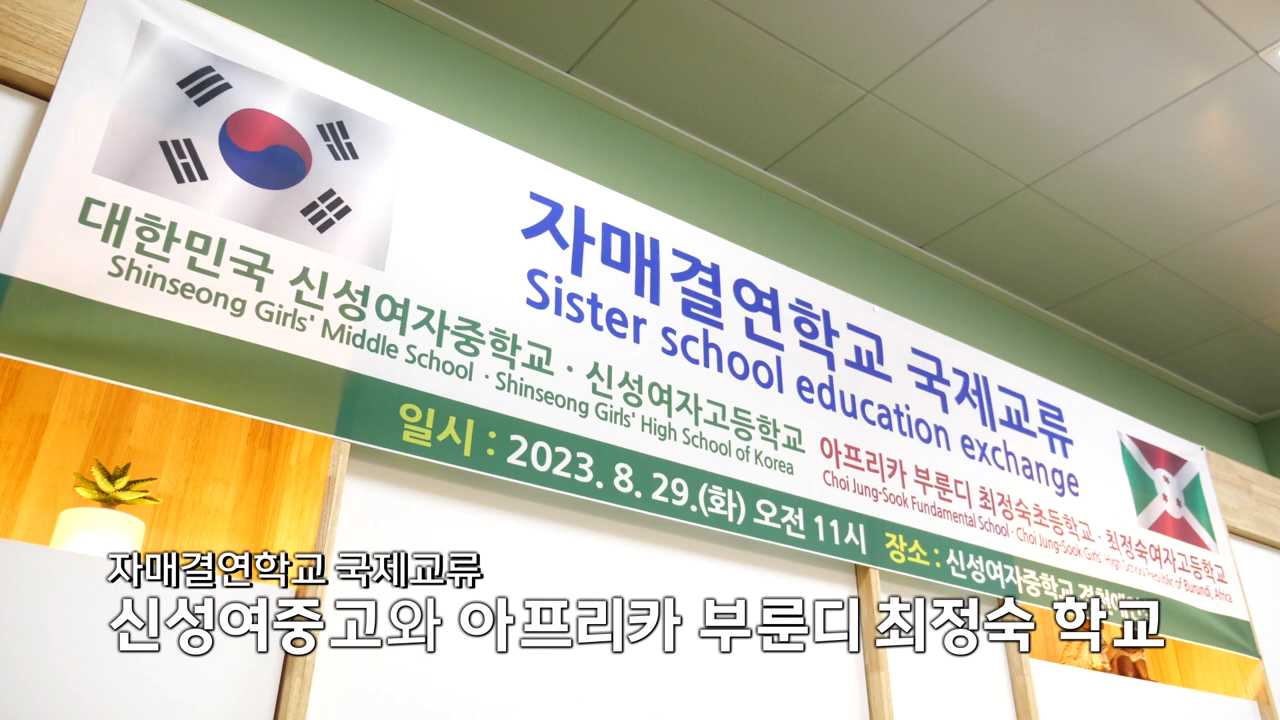 자매결연학교 국제교류
Sister school education exchange
대한민국 신성여자중학교 · 신성여자고등학교
Shinseong Girls' Middle School · Shinseong Girls' High School of Korea
아프리카 부룬디 최정숙초등학교 · 최정숙여자고등학교
Choi Jung-Sook Fundamental School · Choi Jung-Sook Girls' High School Republic of Burundi, Africa
일시 : 2023. 8. 29.(화) 오전 11시 장소 : 신성여자중학교
자매결연학교 국제교류
신성여중고와 아프리카 부룬디 최정숙 학교